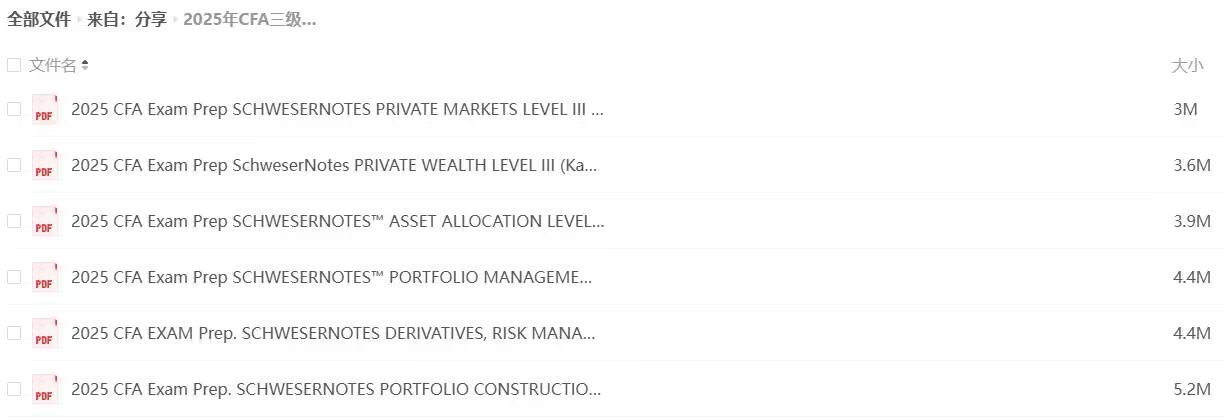 全部文件 来自：分享 2025年CFA三级...
文件名 大小
PDF 2025 CFA Exam Prep SCHWESERNOTES PRIVATE MARKETS LEVEL III ... 3M
PDF 2025 CFA Exam Prep SchweserNotes PRIVATE WEALTH LEVEL III (Ka... 3.6M
PDF 2025 CFA Exam Prep SCHWESERNOTES™ ASSET ALLOCATION LEVEL... 3.9M
PDF 2025 CFA Exam Prep SCHWESERNOTES™ PORTFOLIO MANAGEME... 4.4M
PDF 2025 CFA EXAM Prep. SCHWESERNOTES DERIVATIVES, RISK MANA... 4.4M
PDF 2025 CFA Exam Prep. SCHWESERNOTES PORTFOLIO CONSTRUCTIO... 5.2M